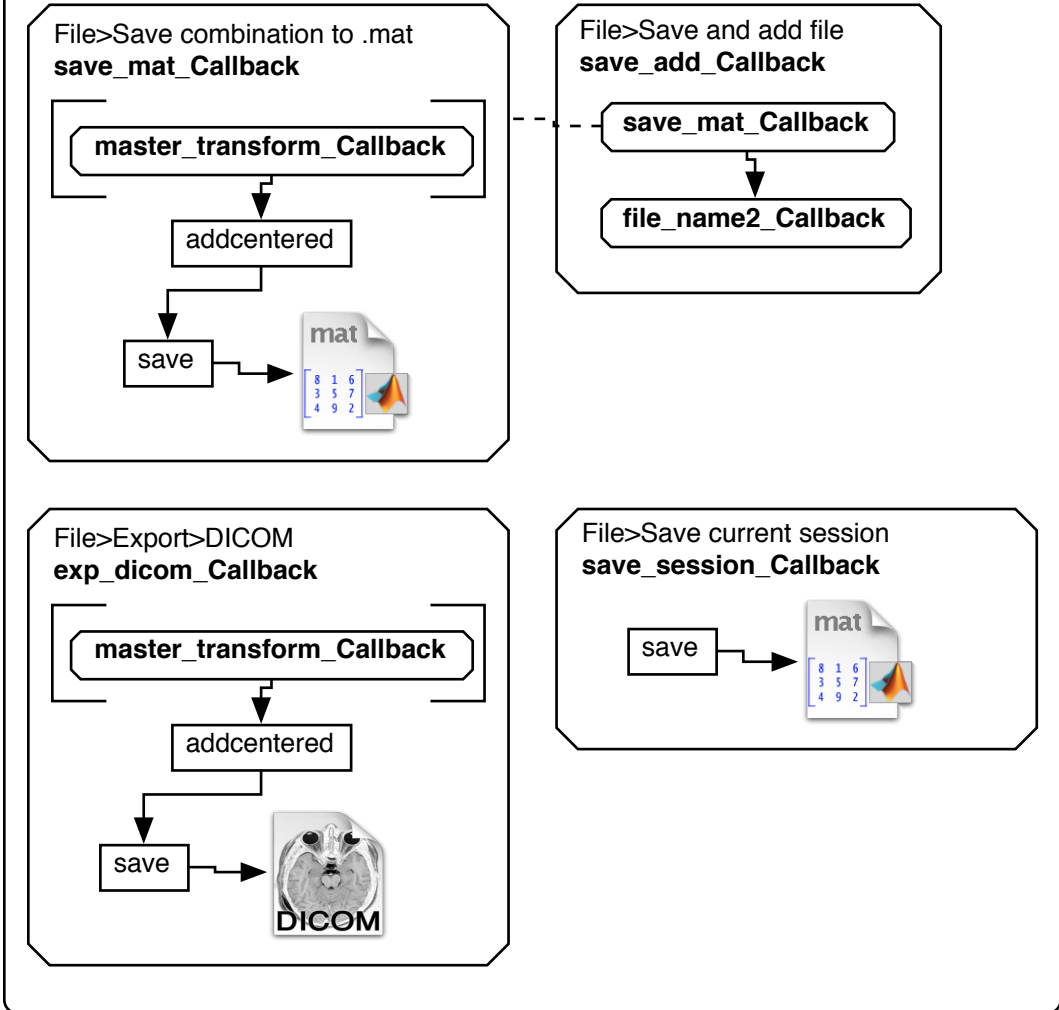 File>Save combination to .mat
save_mat_Callback
master_transform_Callback
addcentered
save
mat
8 1 6
3 5 7
4 9 2
File>Save and add file
save_add_Callback
save_mat_Callback
file_name2_Callback
File>Export>DICOM
exp_dicom_Callback
master_transform_Callback
addcentered
save
DICOM
File>Save current session
save_session_Callback
save
mat
8 1 6
3 5 7
4 9 2